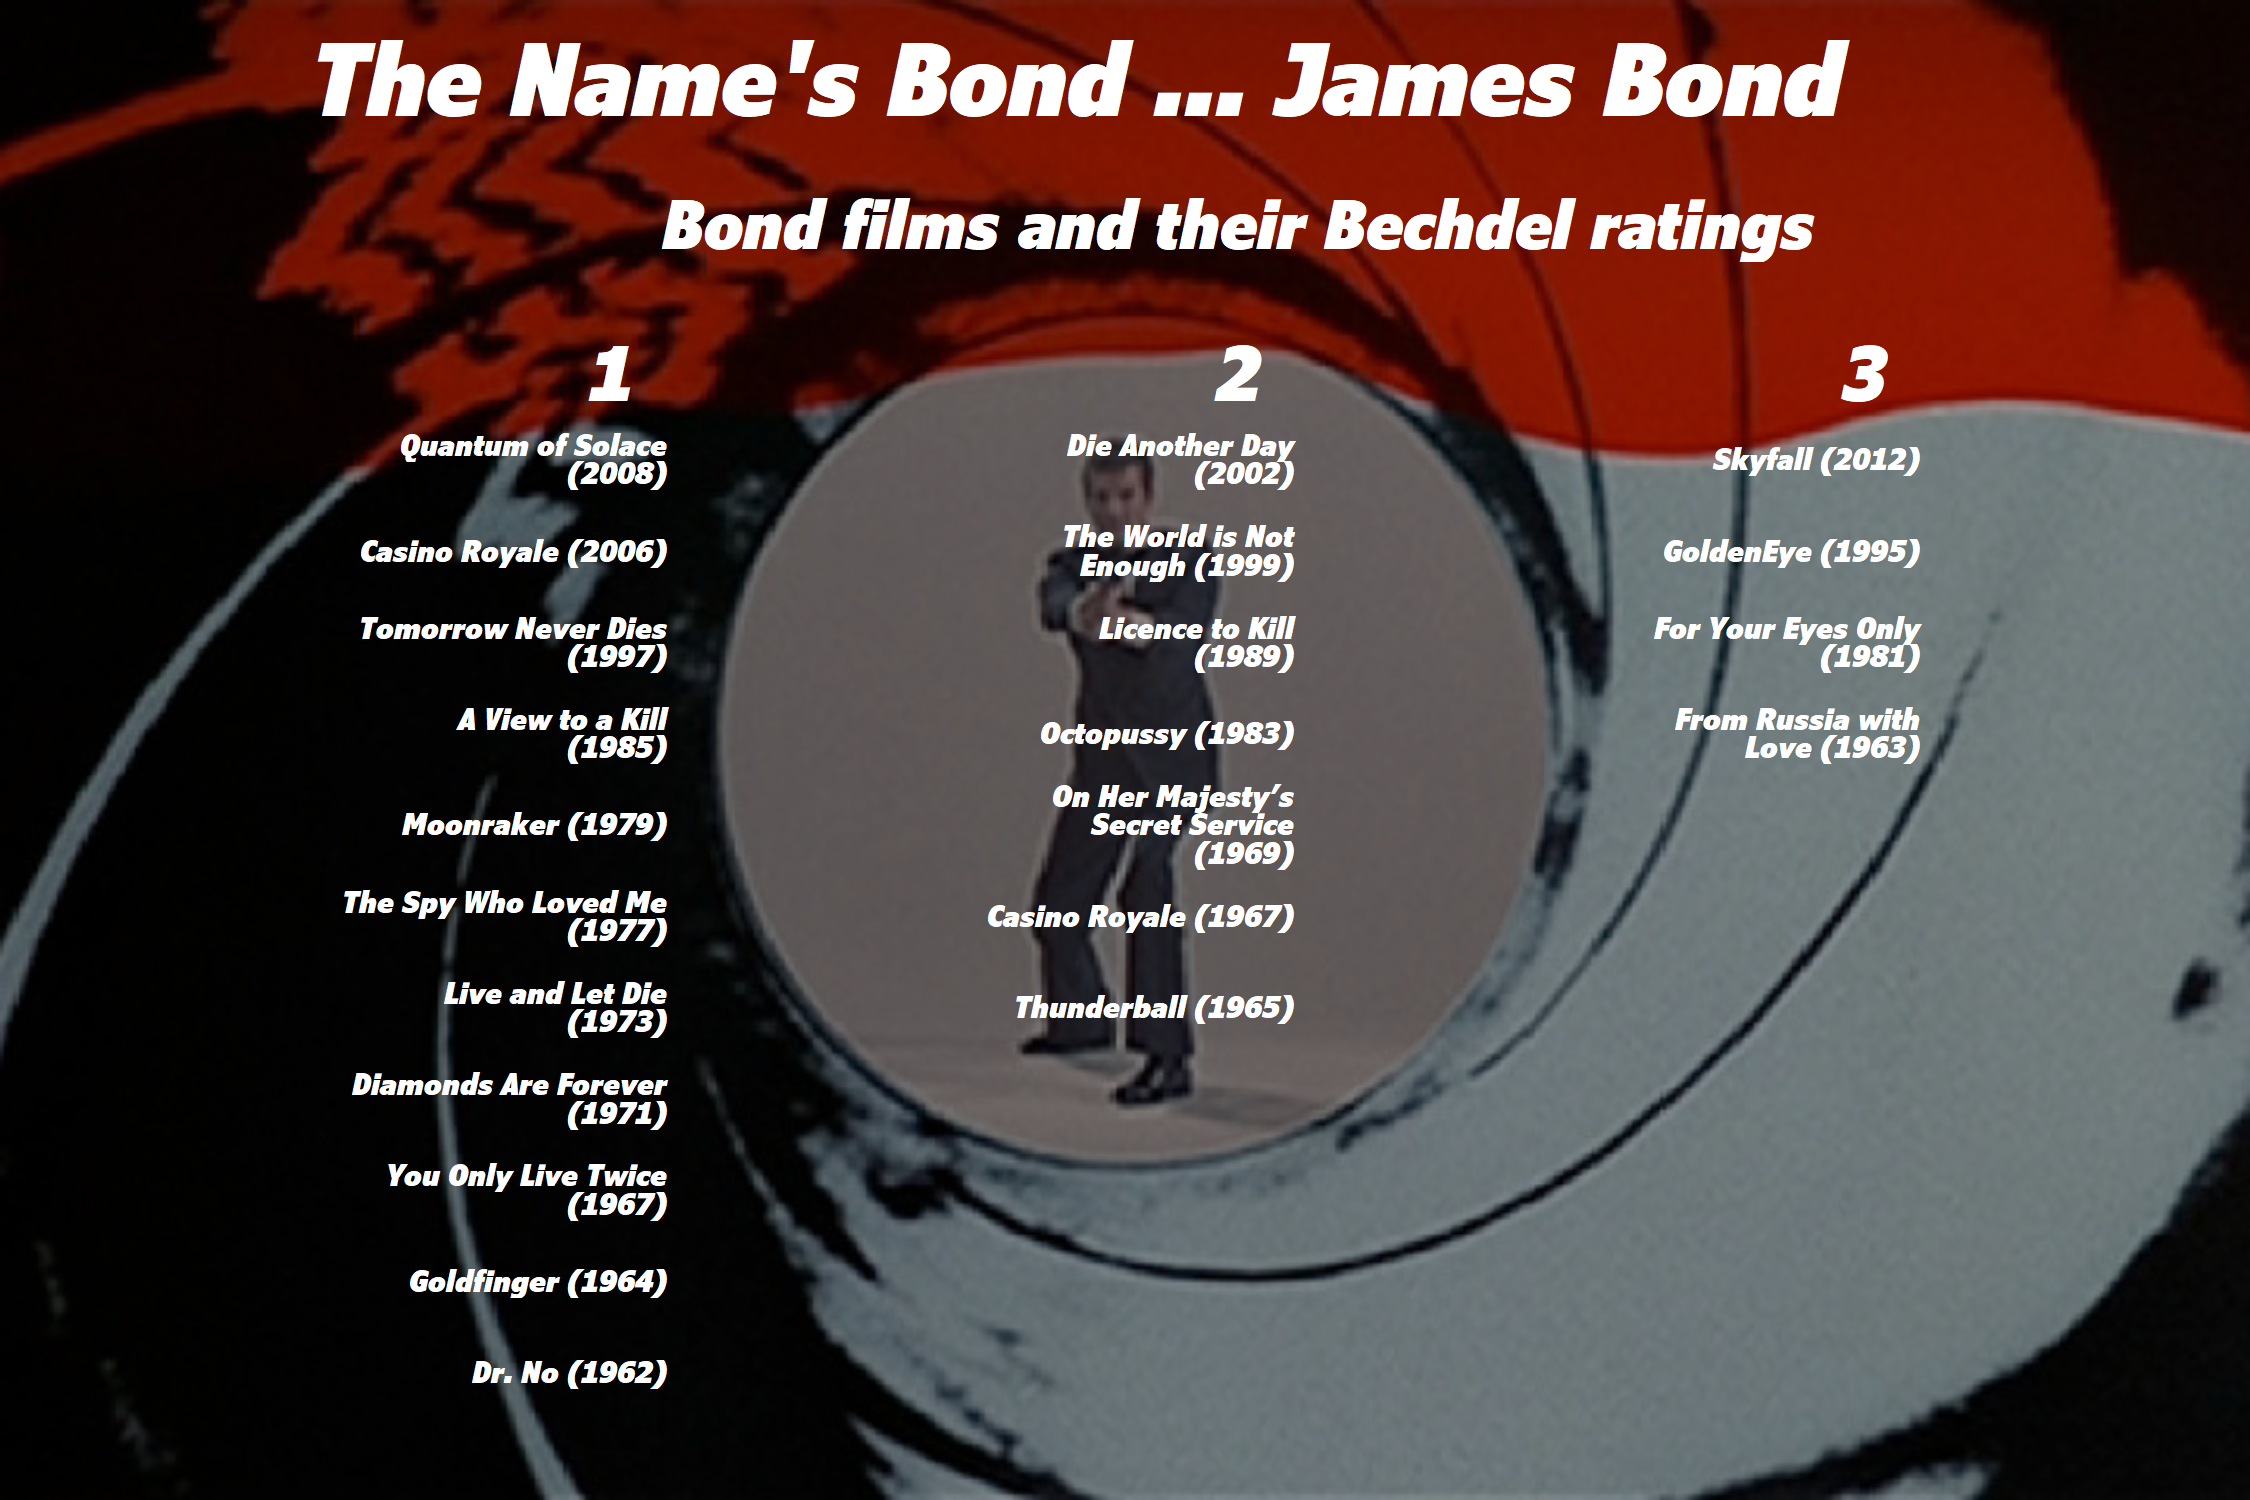 The Name's Bond ... James Bond
Bond films and their Bechdel ratings
1
Quantum of Solace
(2008)
Casino Royale (2006)
Tomorrow Never Dies
(1997)
A View to a Kill
(1985)
Moonraker (1979)
The Spy Who Loved Me
(1977)
Live and Let Die
(1973)
Diamonds Are Forever
(1971)
You Only Live Twice
(1967)
Goldfinger (1964)
Dr. No (1962)
2
Die Another Day
(2002)
The World is Not
Enough (1999)
Licence to Kill
(1989)
Octopussy (1983)
On Her Majesty’s
Secret Service
(1969)
Casino Royale (1967)
Thunderball (1965)
3
Skyfall (2012)
GoldenEye (1995)
For Your Eyes Only
(1981)
From Russia with
Love (1963)